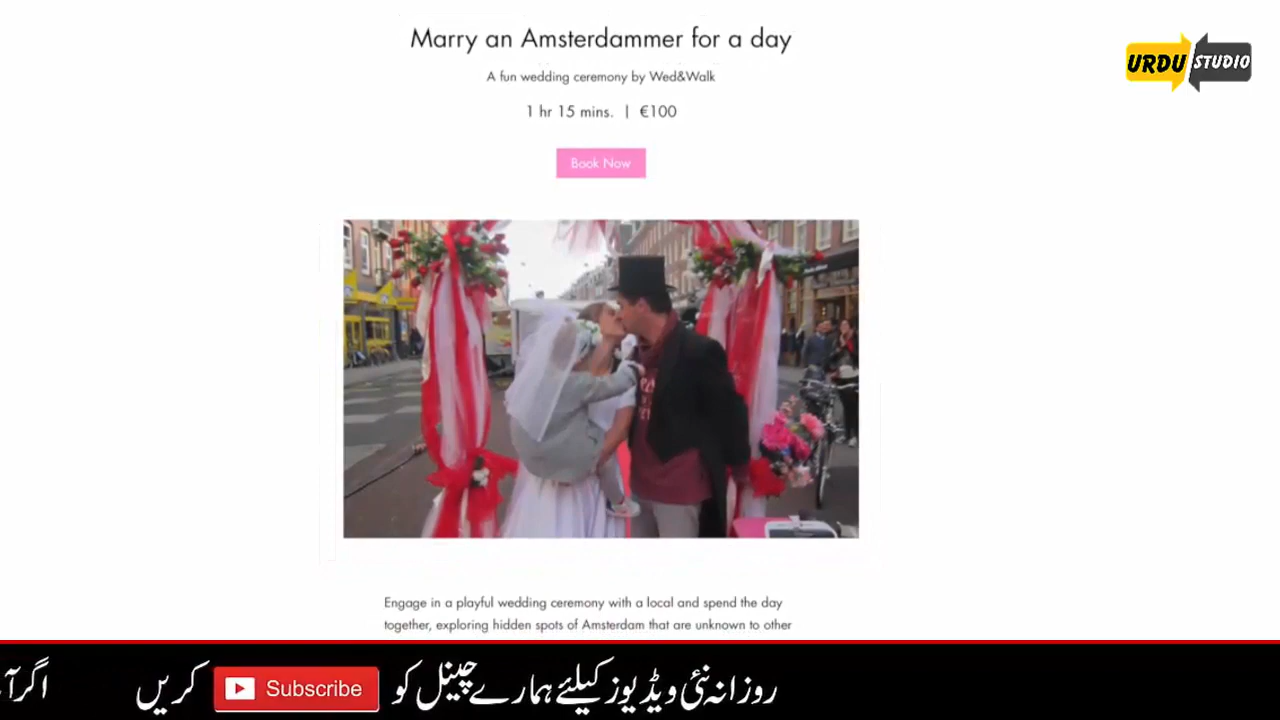 Marry an Amsterdammer for a day
A fun wedding ceremony by Wed&Walk
1 hr 15 mins. | €100
Book Now
URDU STUDIO
Engage in a playful wedding ceremony with a local and spend the day
together, exploring hidden spots of Amsterdam that are unknown to other
روزانہ نئی ویڈیوز کیلئے ہمارے چینل کو Subscribe کریں اگر